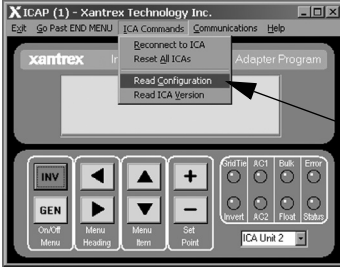 ICAP (1) - Xantrex Technology Inc.
Exit Go Past END MENU ICA Commands Communications Help
Reconnect to ICA
Reset All ICAs
Read Configuration
Read ICA Version
xantrex Adapter Program
INV
GEN
On/Off Menu
Menu Heading
Menu Item
Set Point
GridTie AC1 Bulk Error
Invert AC2 Float Status
ICA Unit 2